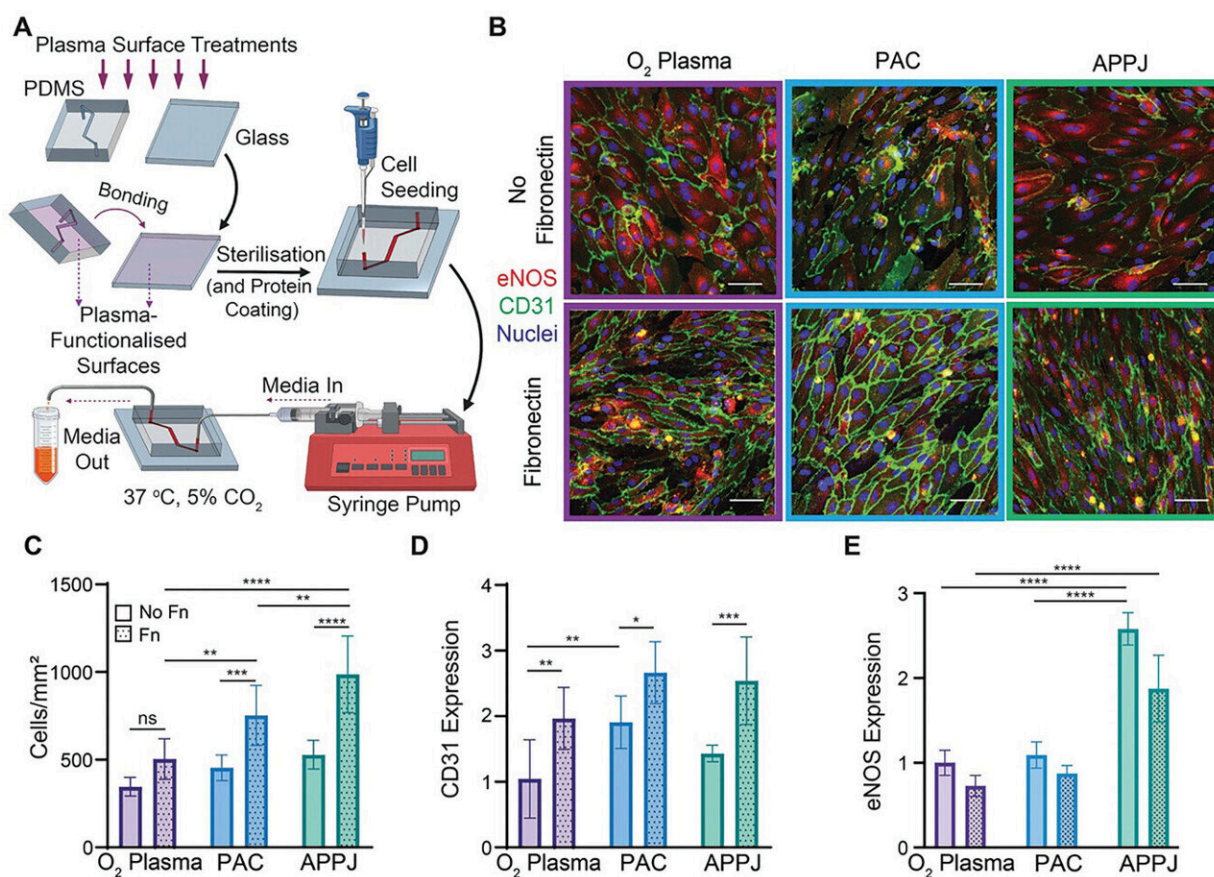 A
Plasma Surface Treatments
PDMS
Glass
Bonding
Cell
Seeding
Sterilisation
(and Protein
Coating)
Plasma-
Functionalised
Surfaces
Media In
Media
Out
37 °C, 5% CO₂
Syringe Pump
B
O₂ Plasma
PAC
APPJ
No
Fibronectin
eNOS
CD31
Nuclei
Fibronectin
C
Cells/mm²
1500
1000
500
0
No Fn
Fn
ns
**
***
****
**
****
O₂ Plasma
PAC
APPJ
D
CD31 Expression
4
3
2
1
0
**
**
*
***
O₂ Plasma
PAC
APPJ
E
eNOS Expression
3
2
1
0
****
****
****
O₂ Plasma
PAC
APPJ